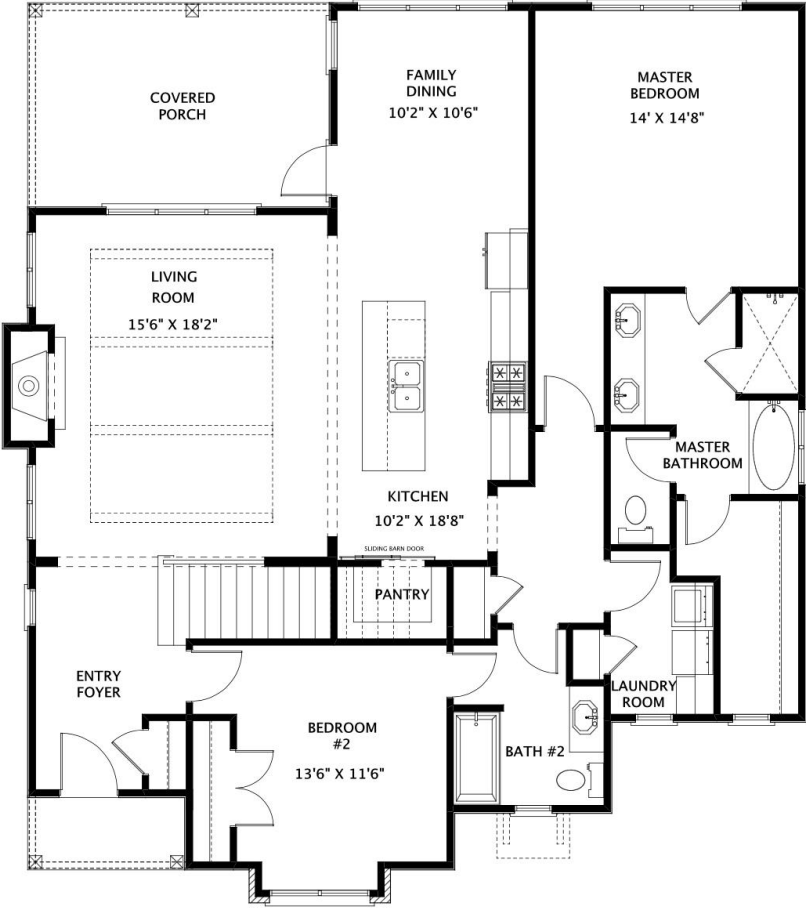 COVERED
PORCH
FAMILY
DINING
10'2" X 10'6"
MASTER
BEDROOM
14' X 14'8"
LIVING
ROOM
15'6" X 18'2"
MASTER
BATHROOM
KITCHEN
10'2" X 18'8"
SLIDING BARN DOOR
PANTRY
ENTRY
FOYER
LAUNDRY
ROOM
BEDROOM
#2
13'6" X 11'6"
BATH #2